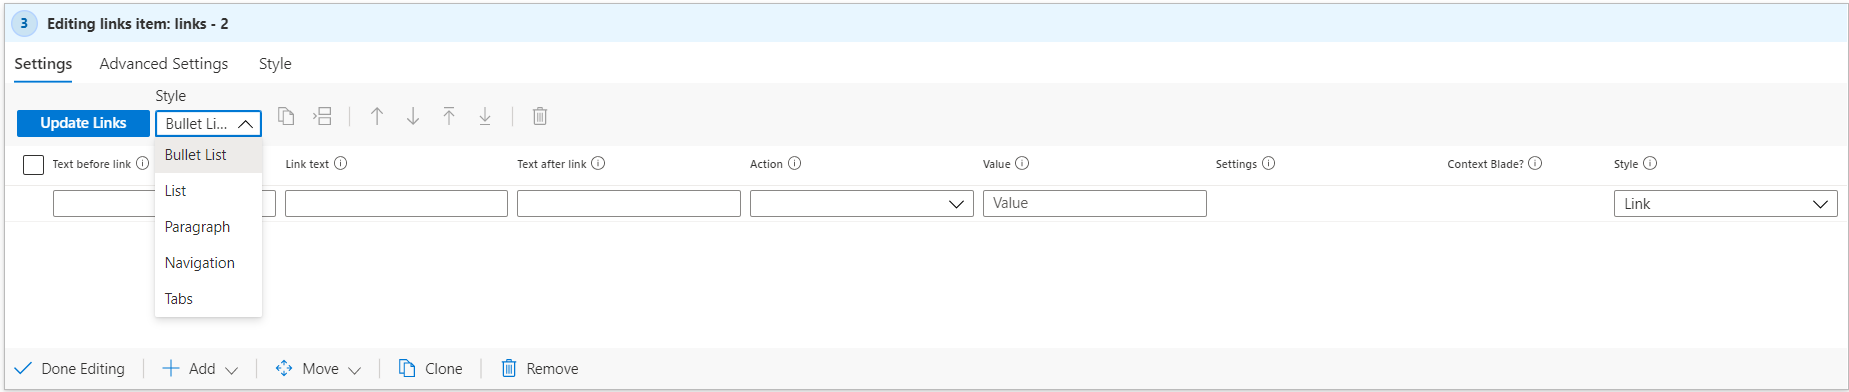 3 Editing links item: links - 2
Settings Advanced Settings Style
Style
Update Links Bullet Li...
Bullet List
List
Paragraph
Navigation
Tabs
Text before link Link text Text after link Action Value Settings Context Blade? Style
Value Link
Done Editing Add Move Clone Remove